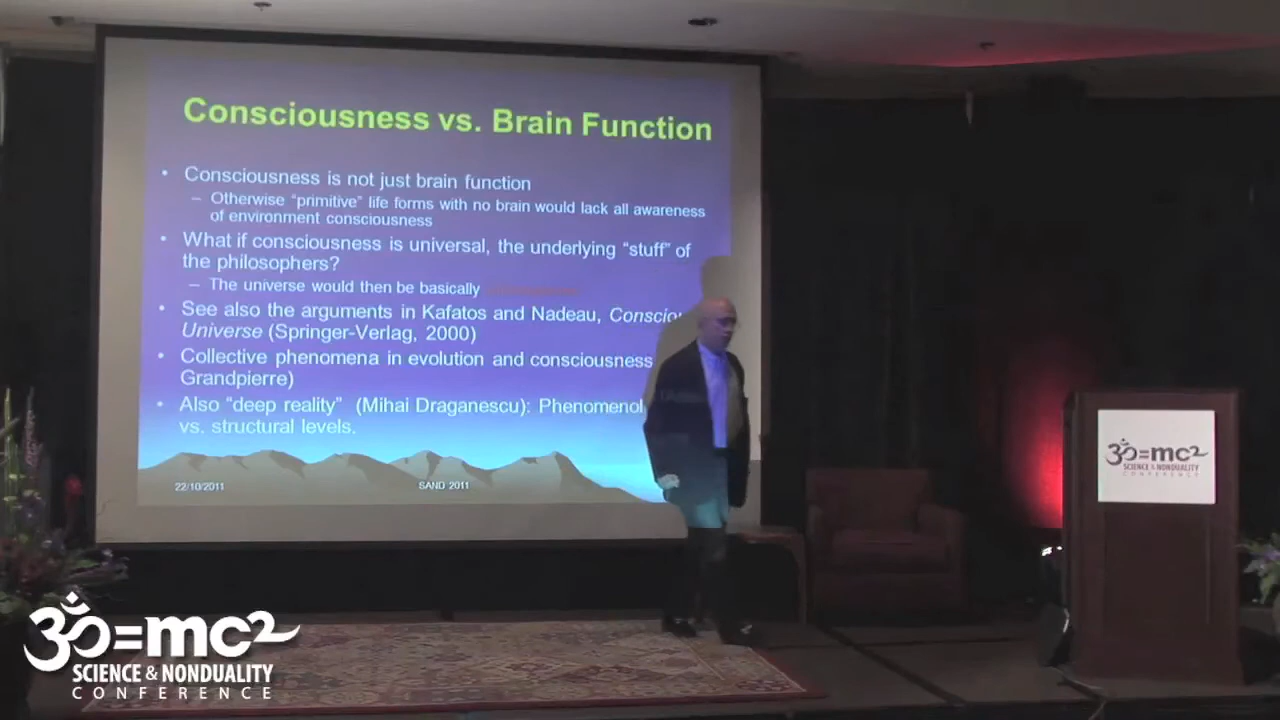 Consciousness vs. Brain Function
• Consciousness is not just brain function
– Otherwise "primitive" life forms with no brain would lack all awareness
of environment consciousness
• What if consciousness is universal, the underlying "stuff" of
the philosophers?
– The universe would then be basically
• See also the arguments in Kafatos and Nadeau, Consciou
Universe (Springer-Verlag, 2000)
• Collective phenomena in evolution and consciousness
Grandpierre)
• Also "deep reality" (Mihai Draganescu): Phenomenol
vs. structural levels.
22/10/2011
SAND 2011
ॐ=mc2
SCIENCE & NONDUALITY
CONFERENCE
ॐ=mc2
SCIENCE & NONDUALITY
CONFERENCE